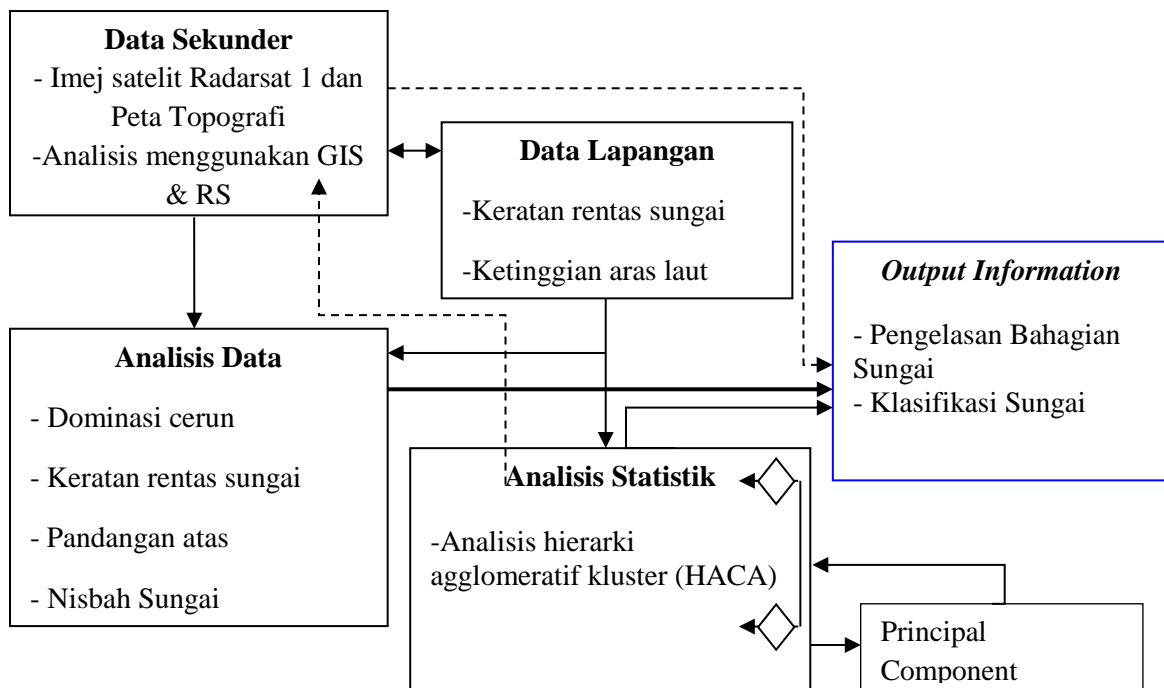 Data Sekunder
- Imej satelit Radarsat 1 dan
Peta Topografi
-Analisis menggunakan GIS
& RS
Data Lapangan
-Keratan rentas sungai
-Ketinggian aras laut
Output Information
- Pengelasan Bahagian
Sungai
- Klasifikasi Sungai
Analisis Data
- Dominasi cerun
- Keratan rentas sungai
- Pandangan atas
- Nisbah Sungai
Analisis Statistik
-Analisis hierarki
agglomeratif kluster (HACA)
Principal
Component